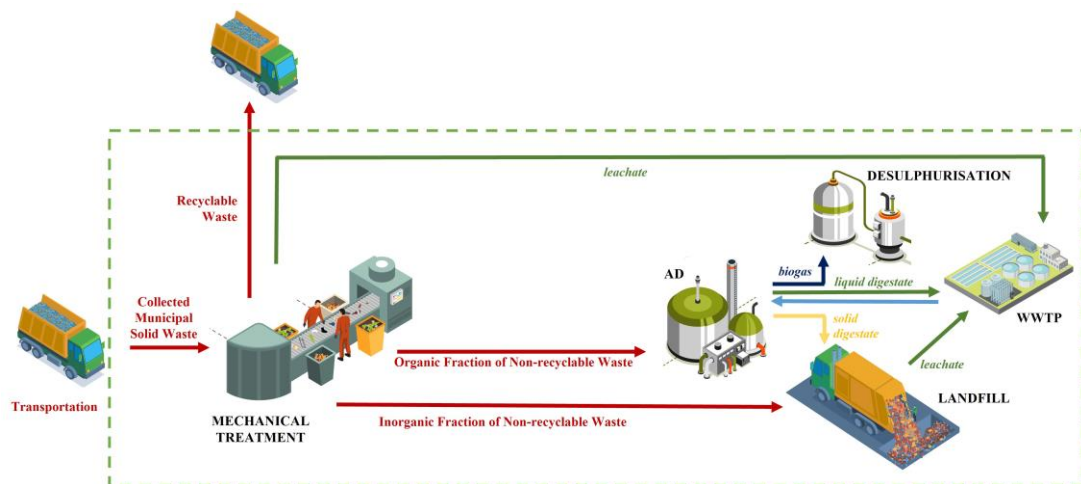 leachate
DESULPHURISATION
Recyclable
Waste
AD
biogas
liquid digestate
Collected
Municipal
Solid Waste
solid
digestate
WWTP
Organic Fraction of Non-recyclable Waste
leachate
Transportation
MECHANICAL
TREATMENT
Inorganic Fraction of Non-recyclable Waste
LANDFILL